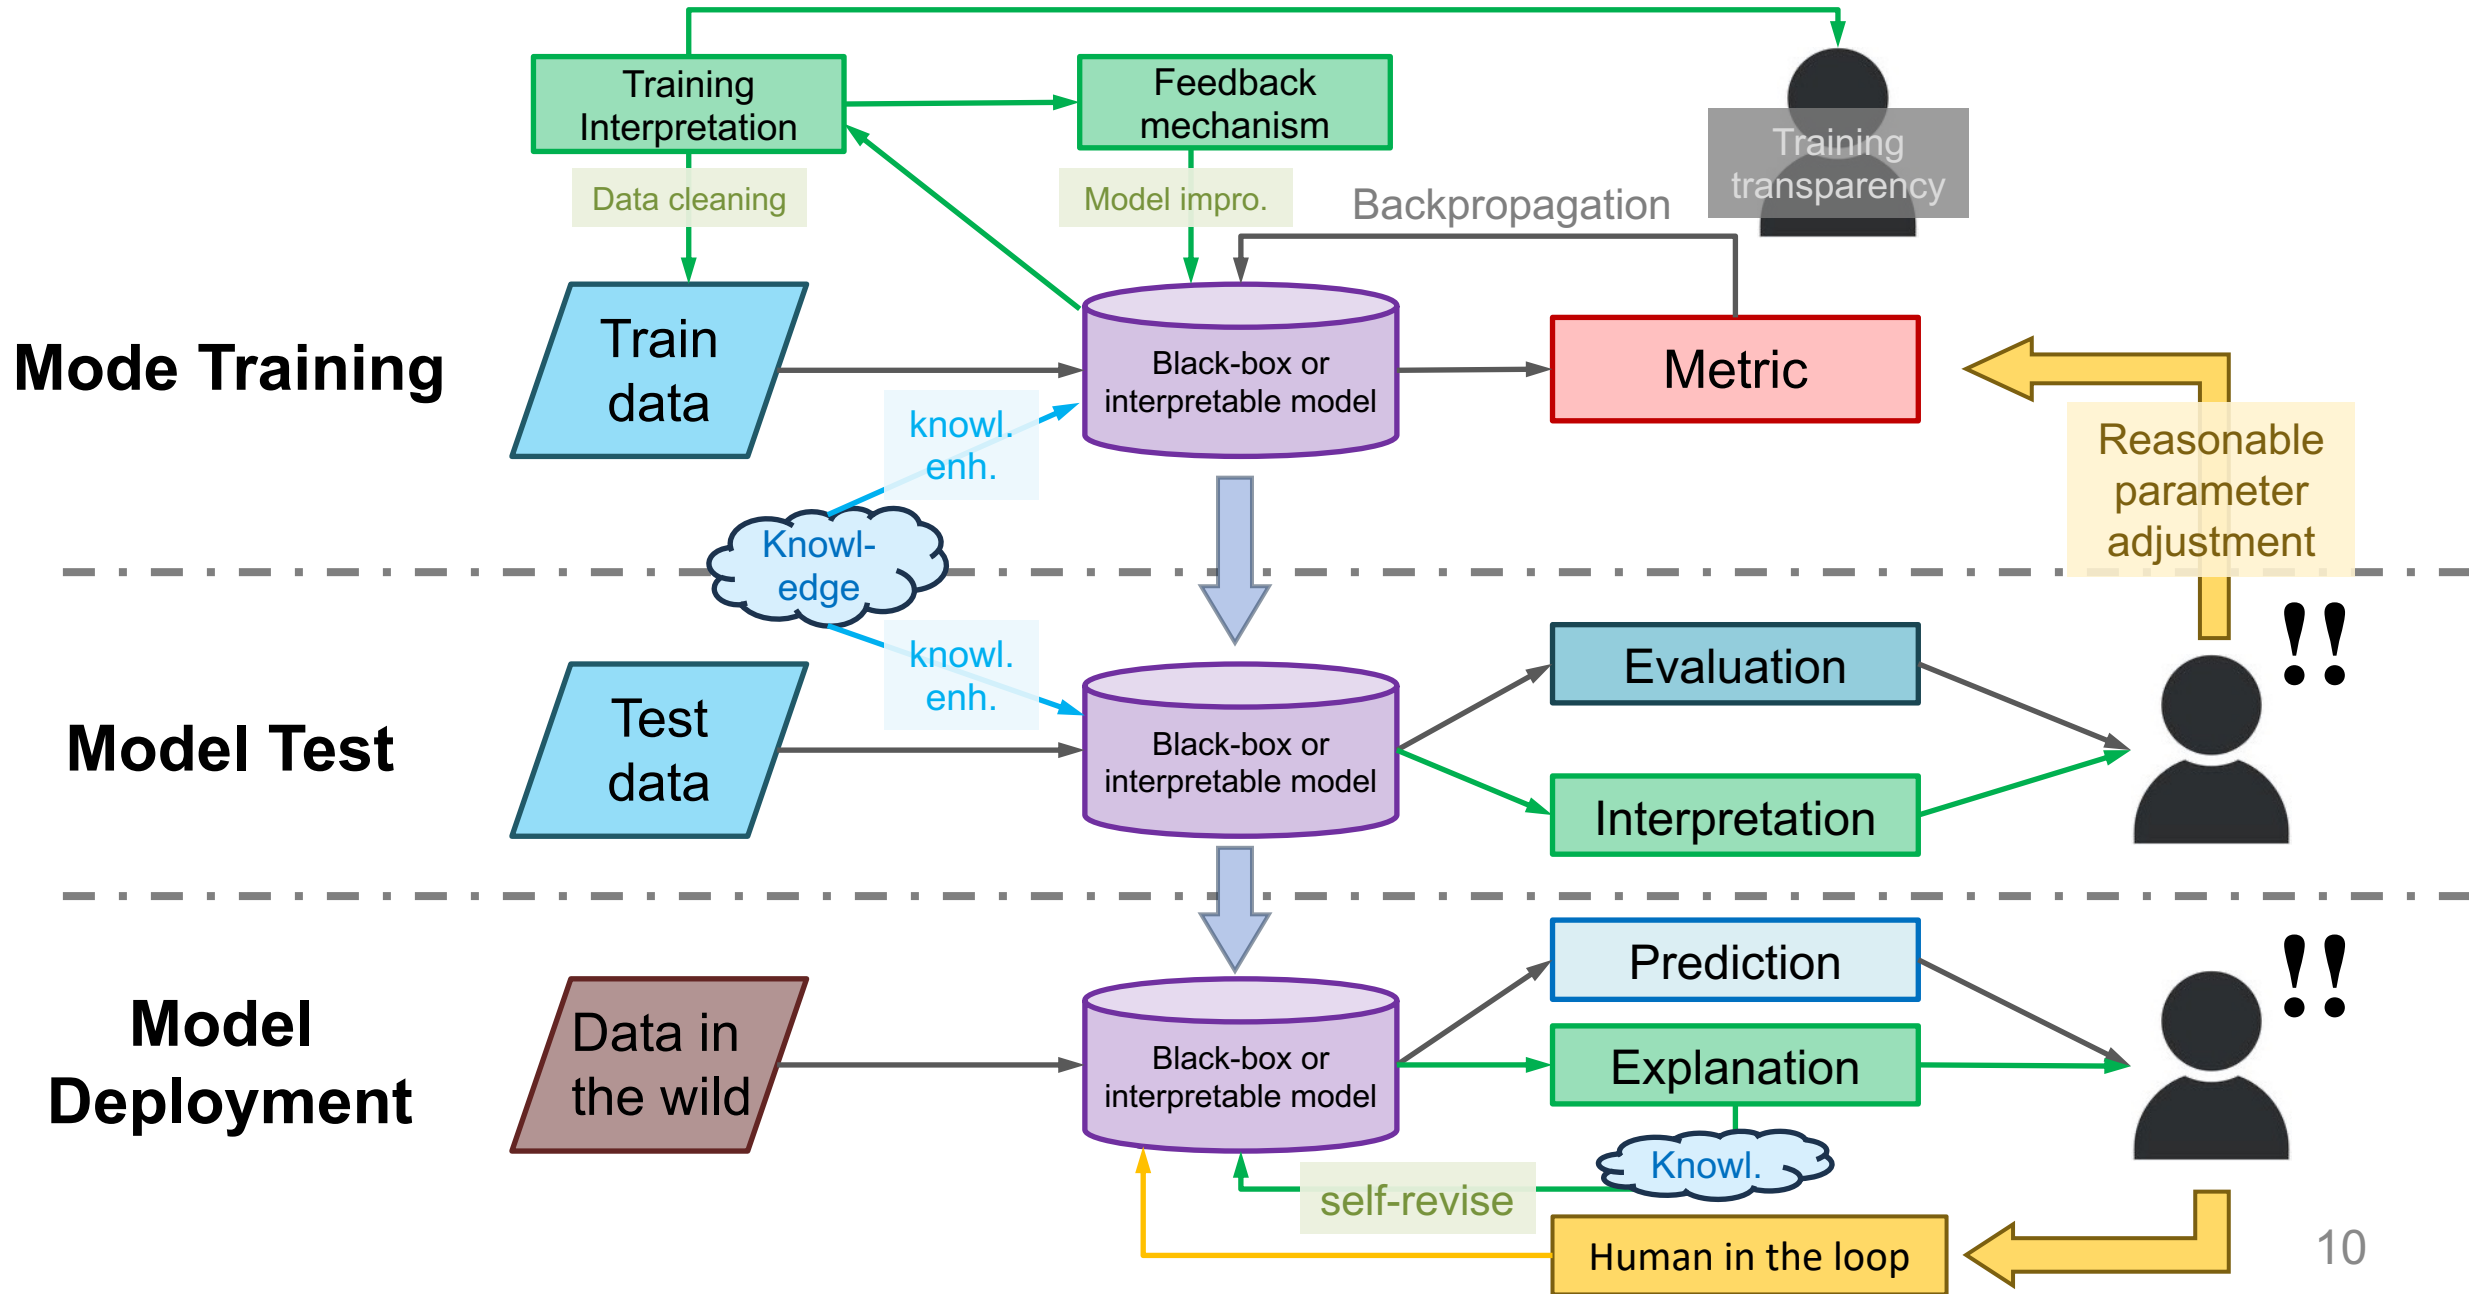 Training
Interpretation
Feedback
mechanism
Training
transparency
Data cleaning
Model impro.
Backpropagation
Mode Training
Train
data
Black-box or
interpretable model
Metric
knowl.
enh.
Reasonable
parameter
adjustment
Knowl-
edge
knowl.
enh.
!!
Model Test
Test
data
Black-box or
interpretable model
Evaluation
Interpretation
!!
Model
Deployment
Data in
the wild
Black-box or
interpretable model
Prediction
Explanation
Knowl.
self-revise
Human in the loop
10